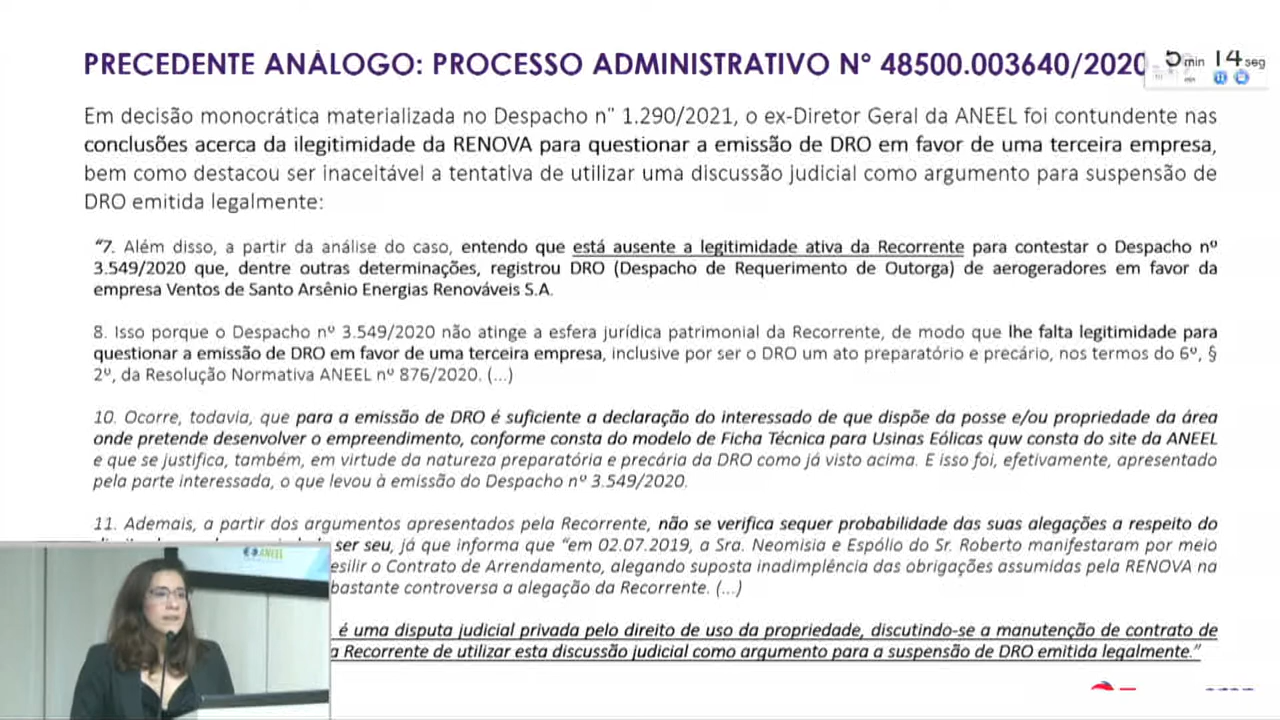 PRECEDENTE ANÁLOGO: PROCESSO ADMINISTRATIVO N° 48500.003640/2020
5 min 14 seg
Em decisão monocrática materializada no Despacho n" 1.290/2021, o ex-Diretor Geral da ANEEL foi contundente nas
conclusões acerca da ilegitimidade da RENOVA para questionar a emissão de DRO em favor de uma terceira empresa,
bem como destacou ser inaceitável a tentativa de utilizar uma discussão judicial como argumento para suspensão de
DRO emitida legalmente:
"7. Além disso, a partir da análise do caso, entendo que está ausente a legitimidade ativa da Recorrente para contestar o Despacho nº
3.549/2020 que, dentre outras determinações, registrou DRO (Despacho de Requerimento de Outorga) de aerogeradores em favor da
empresa Ventos de Santo Arsênio Energias Renováveis S.A.
8. Isso porque o Despacho nº 3.549/2020 não atinge a esfera jurídica patrimonial da Recorrente, de modo que lhe falta legitimidade para
questionar a emissão de DRO em favor de uma terceira empresa, inclusive por ser o DRO um ato preparatório e precário, nos termos do 6º, §
2º, da Resolução Normativa ANEEL nº 876/2020. (...)
10. Ocorre, todavia, que para a emissão de DRO é suficiente a declaração do interessado de que dispõe da posse e/ou propriedade da área
onde pretende desenvolver o empreendimento, conforme consta do modelo de Ficha Técnica para Usinas Eólicas quw consta do site da ANEEL
e que se justifica, também, em virtude da natureza preparatória e precária da DRO como já visto acima. E isso foi, efetivamente, apresentado
pela parte interessada, o que levou à emissão do Despacho nº 3.549/2020.
11. Ademais, a partir dos argumentos apresentados pela Recorrente, não se verifica sequer probabilidade das suas alegações a respeito do
ser seu, já que informa que "em 02.07.2019, a Sra. Neomisia e Espólio do Sr. Roberto manifestaram por meio
esilir o Contrato de Arrendamento, alegando suposta inadimplência das obrigações assumidas pela RENOVA na
bastante controversa a alegação da Recorrente. (...)
é uma disputa judicial privada pelo direito de uso da propriedade, discutindo-se a manutenção de contrato de
a Recorrente de utilizar esta discussão judicial como argumento para a suspensão de DRO emitida legalmente."
ANEEL